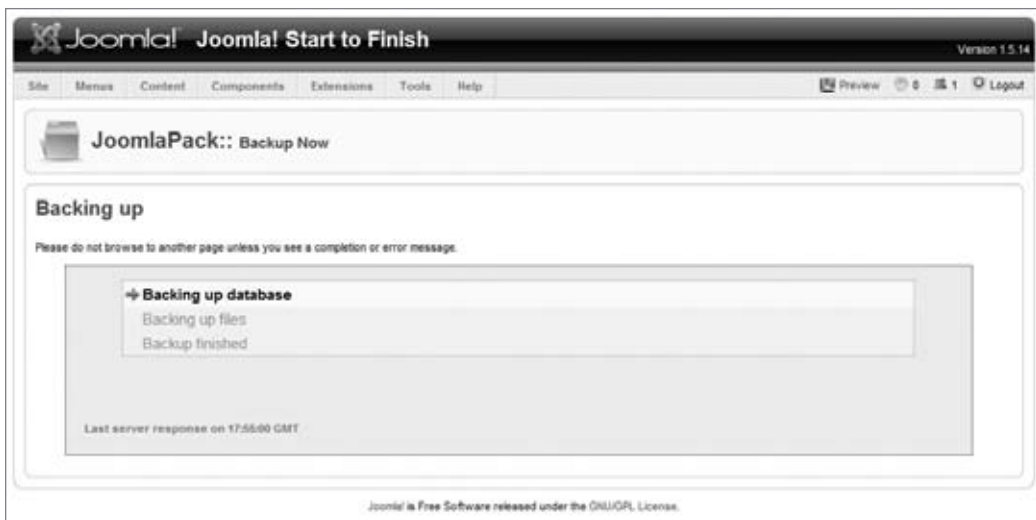 Joomla! Joomla! Start to Finish
Version 1.5.14
Site Menus Content Components Extensions Tools Help Preview 0 1 Logout
JoomlaPack:: Backup Now
Backing up
Please do not browse to another page unless you see a completion or error message.
Backing up database
Backing up files
Backup finished
Last server response on 17:55:00 GMT
Joomla! is Free Software released under the GNU/GPL License.